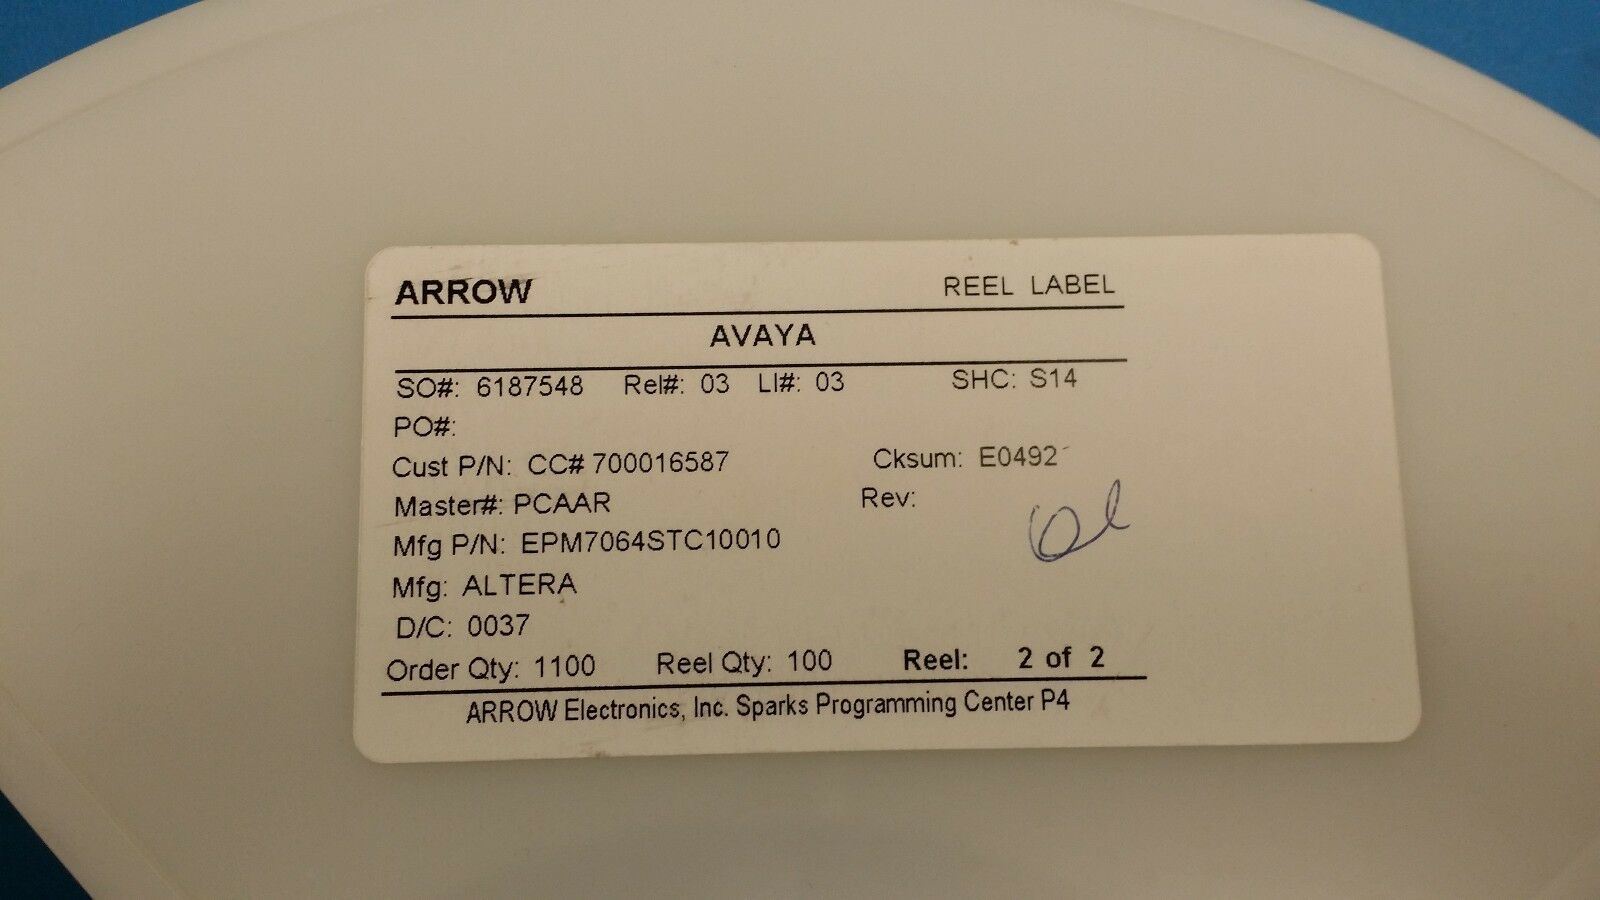 ARROW REEL LABEL
AVAYA
SO#: 6187548 Rel#: 03 LI#: 03 SHC: S14
PO#:
Cust P/N: CC# 700016587 Cksum: E0492
Master#: PCAAR Rev:
Mfg P/N: EPM7064STC10010
Mfg: ALTERA
D/C: 0037
Order Qty: 1100 Reel Qty: 100 Reel: 2 of 2
ARROW Electronics, Inc. Sparks Programming Center P4